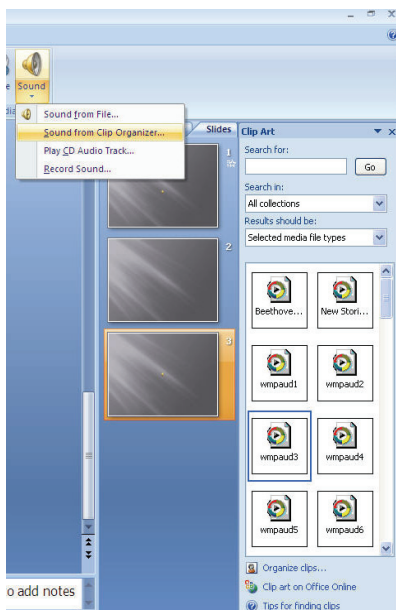 Sound
Sound from File...
Sound from Clip Organizer...
Play CD Audio Track...
Record Sound...
Slides
1
2
3
Clip Art
Search for:
Go
Search in:
All collections
Results should be:
Selected media file types
Beethove...
New Stori...
wmpaud1
wmpaud2
wmpaud3
wmpaud4
wmpaud5
wmpaud6
Organize clips...
Clip art on Office Online
Tips for finding clips
o add notes